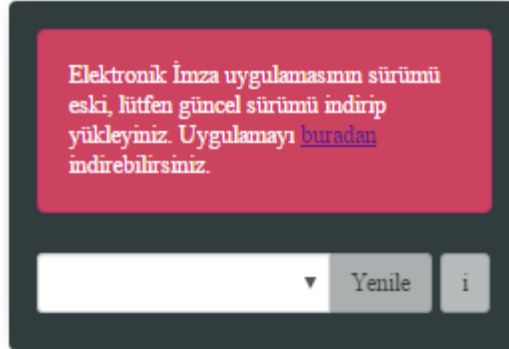 Elektronik İmza uygulamasının sürümü
eski, lütfen güncel sürümü indirip
yükleyiniz. Uygulamayı buradan
indirebilirsiniz.
Yenile i